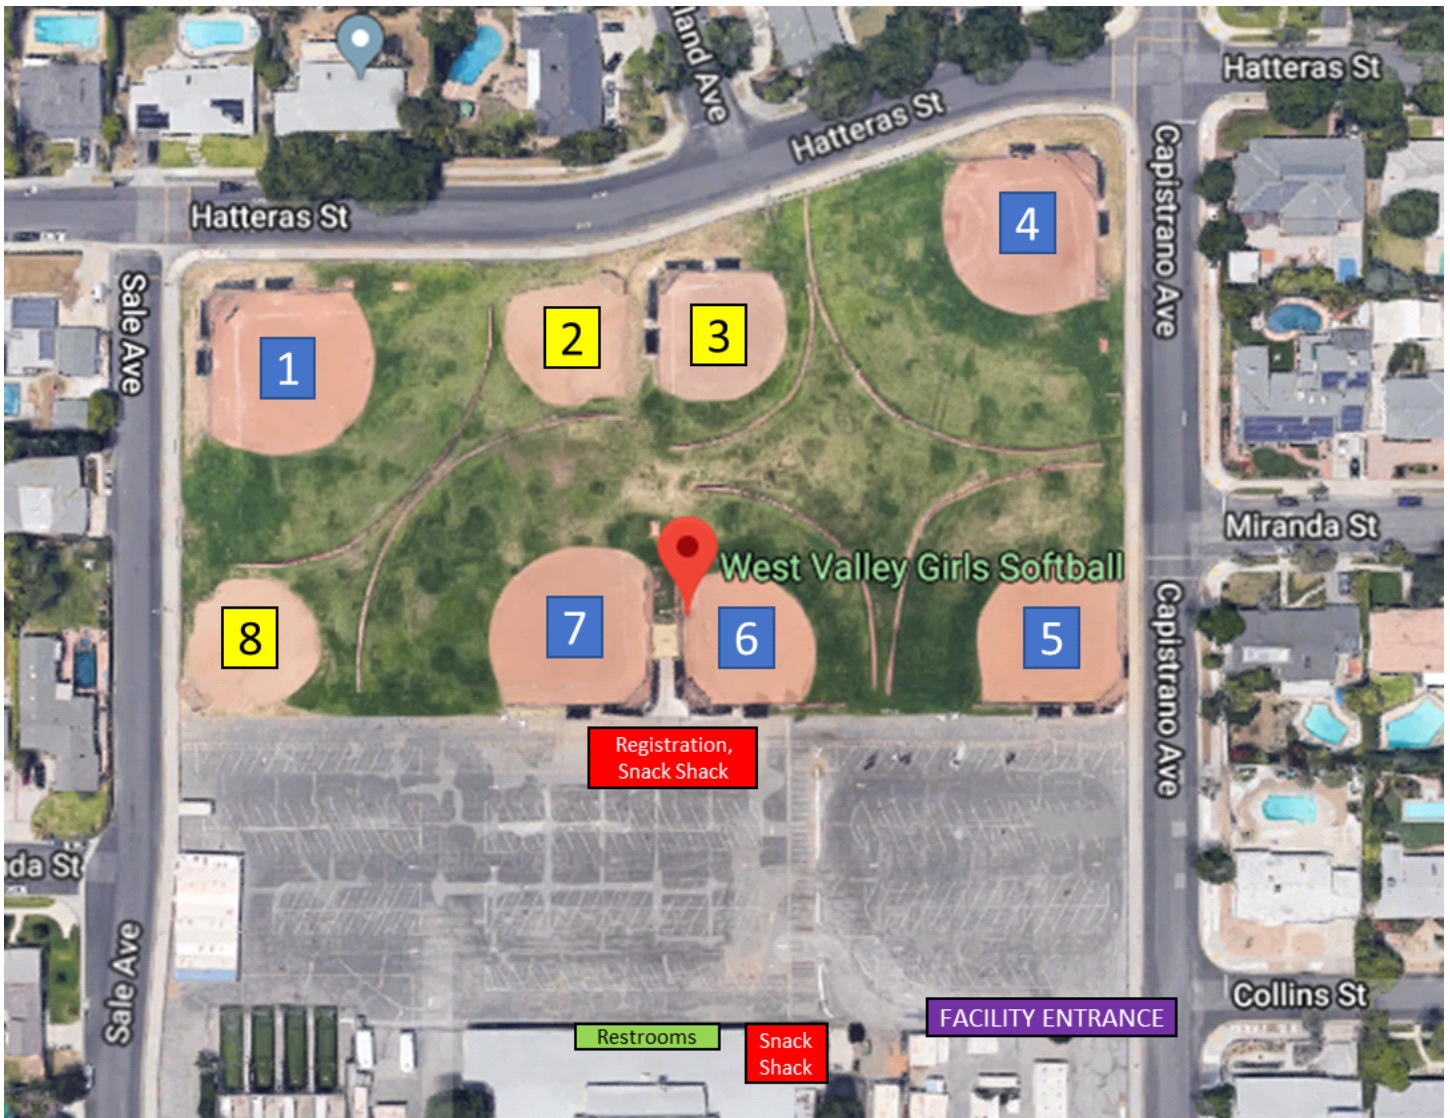 Hatteras St
land Ave
Hatteras St
Hatteras St
Capistrano Ave
Sale Ave
4
1
2
3
Miranda St
West Valley Girls Softball
Capistrano Ave
8
7
6
5
Registration,
Snack Shack
da St
Sale Ave
Collins St
FACILITY ENTRANCE
Restrooms
Snack
Shack